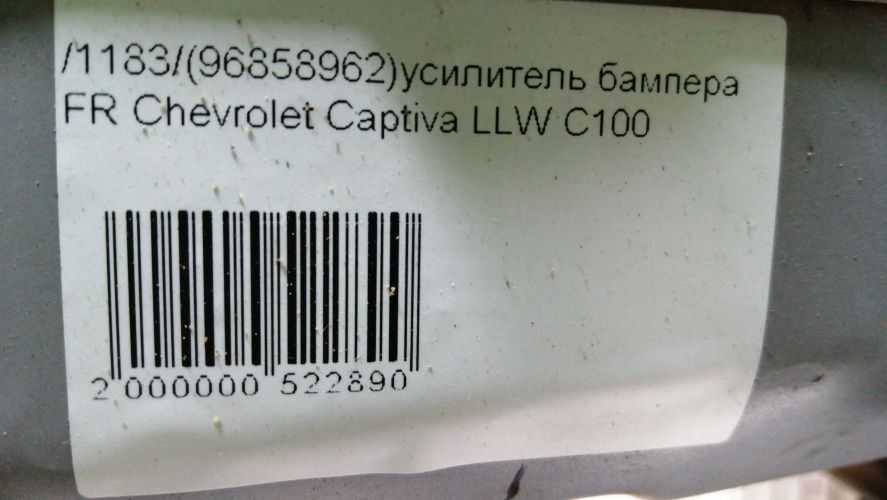 /1183/(96858962)усилитель бампера
FR Chevrolet Captiva LLW C100
2 000000 522890